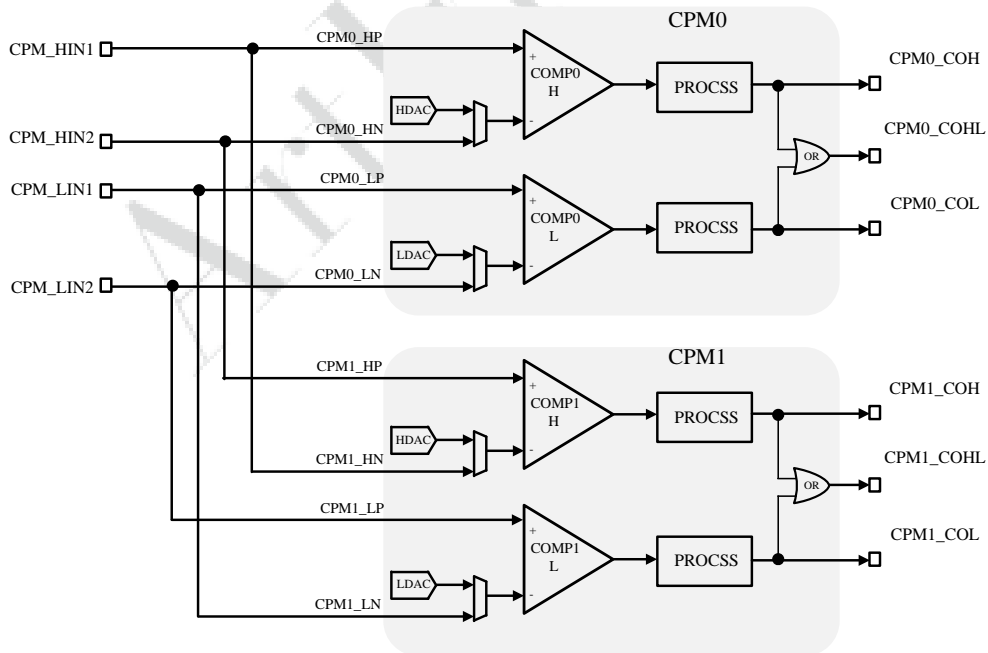 CPM0
CPM_HIN1
CPM0_HP
+
COMP0
H
-
PROCSS
CPM0_COH
HDAC
CPM_HIN2
CPM0_HN
OR
CPM0_COHL
CPM_LIN1
CPM0_LP
+
COMP0
L
-
PROCSS
CPM0_COL
LDAC
CPM_LIN2
CPM0_LN
CPM1
CPM1_HP
+
COMP1
H
-
PROCSS
CPM1_COH
HDAC
CPM1_HN
OR
CPM1_COHL
CPM1_LP
+
COMP1
L
-
PROCSS
CPM1_COL
LDAC
CPM1_LN